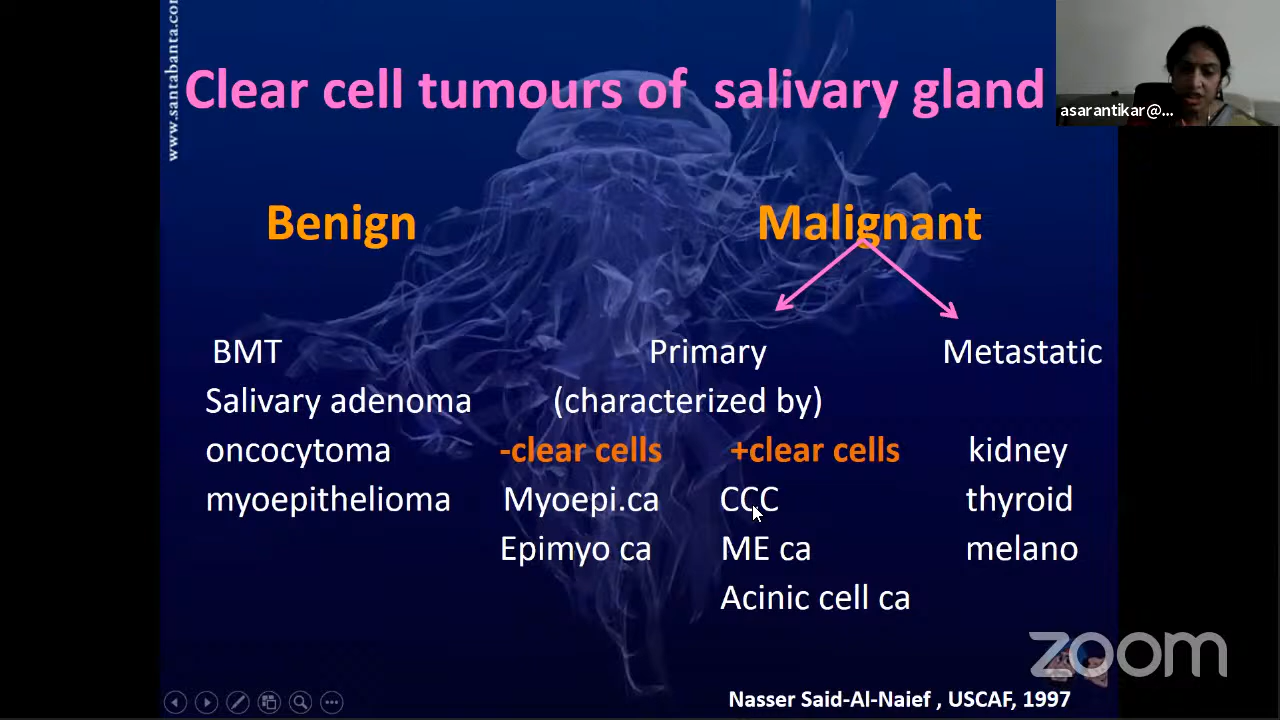 www.santabanta.com
Clear cell tumours of salivary gland
asarantikar@...
Benign
Malignant
BMT
Primary
Metastatic
Salivary adenoma
(characterized by)
oncocytoma
-clear cells
+clear cells
kidney
myoepithelioma
Myoepi.ca
CCC
thyroid
Epimyo ca
ME ca
melano
Acinic cell ca
zoom
Nasser Said-Al-Naief , USCAF, 1997